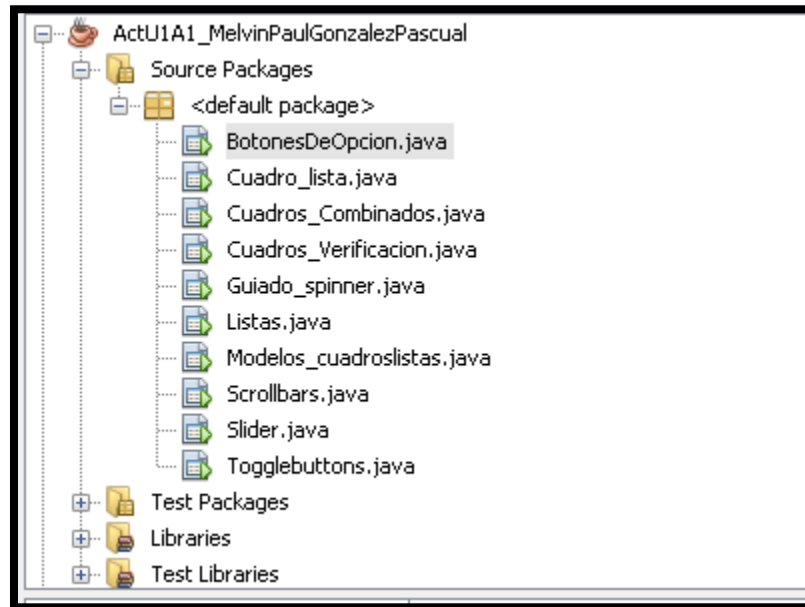 ActU1A1_MelvinPaulGonzalezPascual
Source Packages
<default package>
BotonesDeOpcion.java
Cuadro_lista.java
Cuadros_Combinados.java
Cuadros_Verificacion.java
Guiado_spinner.java
Listas.java
Modelos_cuadroslistas.java
Scrollbars.java
Slider.java
Togglebuttons.java
Test Packages
Libraries
Test Libraries